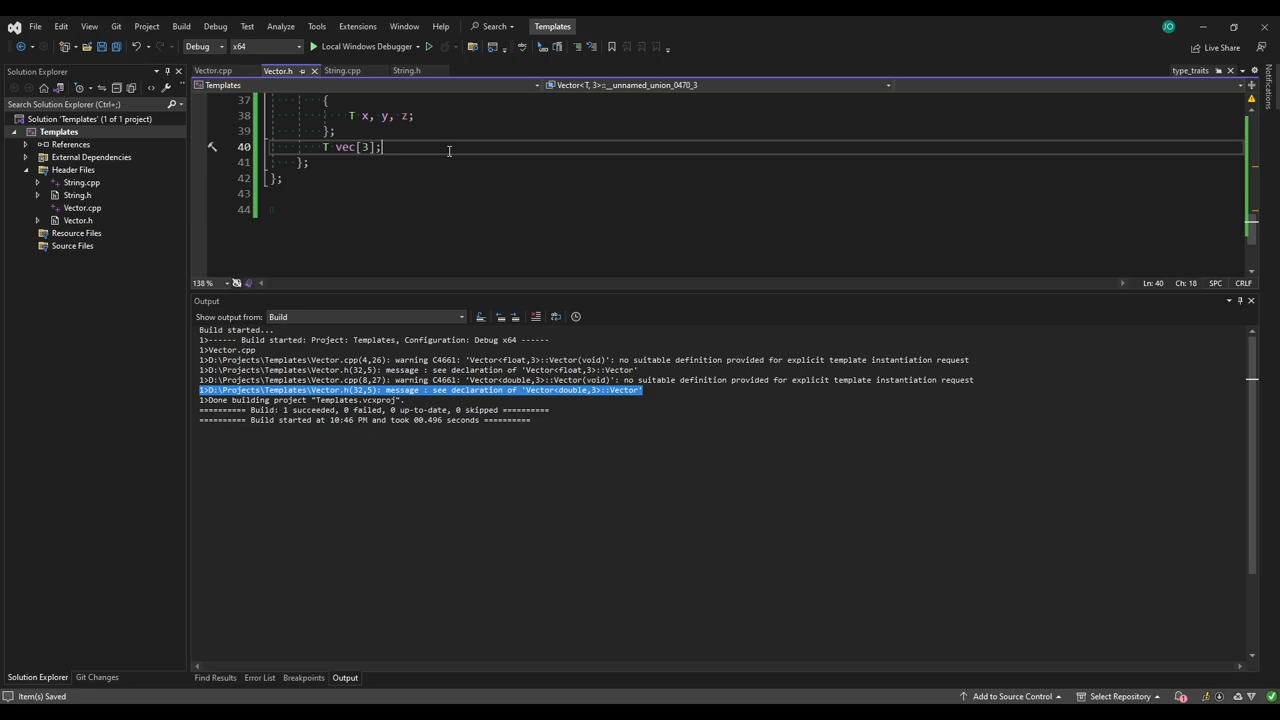 File Edit View Git Project Build Debug Test Analyze Tools Extensions Window Help Search Templates JO
Debug x64 Local Windows Debugger Live Share
Solution Explorer
Vector.cpp Vector.h String.cpp String.h type_traits
Templates Vector<T, 3>::__unnamed_union_0470_3
Search Solution Explorer (Ctrl+;)
Solution 'Templates' (1 of 1 project)
Templates
References
External Dependencies
Header Files
String.cpp
String.h
Vector.cpp
Vector.h
Resource Files
Source Files
37 {
38 T x, y, z;
39 };
40 T vec[3];
41 };
42 };
43
44
138 % Ln: 40 Ch: 18 SPC CRLF
Output
Show output from: Build
Build started...
1>------ Build started: Project: Templates, Configuration: Debug x64 ------
1>Vector.cpp
1>D:\Projects\Templates\Vector.cpp(4,26): warning C4661: 'Vector<float,3>::Vector(void)': no suitable definition provided for explicit template instantiation request
1>D:\Projects\Templates\Vector.h(32,5): message : see declaration of 'Vector<float,3>::Vector'
1>D:\Projects\Templates\Vector.cpp(8,27): warning C4661: 'Vector<double,3>::Vector(void)': no suitable definition provided for explicit template instantiation request
1>D:\Projects\Templates\Vector.h(32,5): message : see declaration of 'Vector<double,3>::Vector'
1>Done building project "Templates.vcxproj".
========== Build: 1 succeeded, 0 failed, 0 up-to-date, 0 skipped ==========
========== Build started at 10:46 PM and took 00.496 seconds ==========
Solution Explorer Git Changes
Find Results Error List Breakpoints Output
Item(s) Saved Add to Source Control Select Repository 1
Notifications